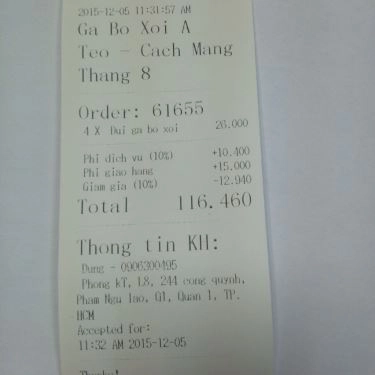 2015-12-05 11:31:57 AM
Ga Bo Xoi A
Teo - Cach Mang
Thang 8
Order: 61655
4 X Dui ga bo xoi 26.000
Phi dich vu (10%) +10.400
Phi giao hang +15.000
Giam gia (10%) -12.940
Total 116.460
Thong tin KH:
Dung - 0906300495
Phong kT, L8, 244 cong quynh,
Pham Ngu lao, Q1, Quan 1, TP.
HCM
Accepted for:
11:32 AM 2015-12-05